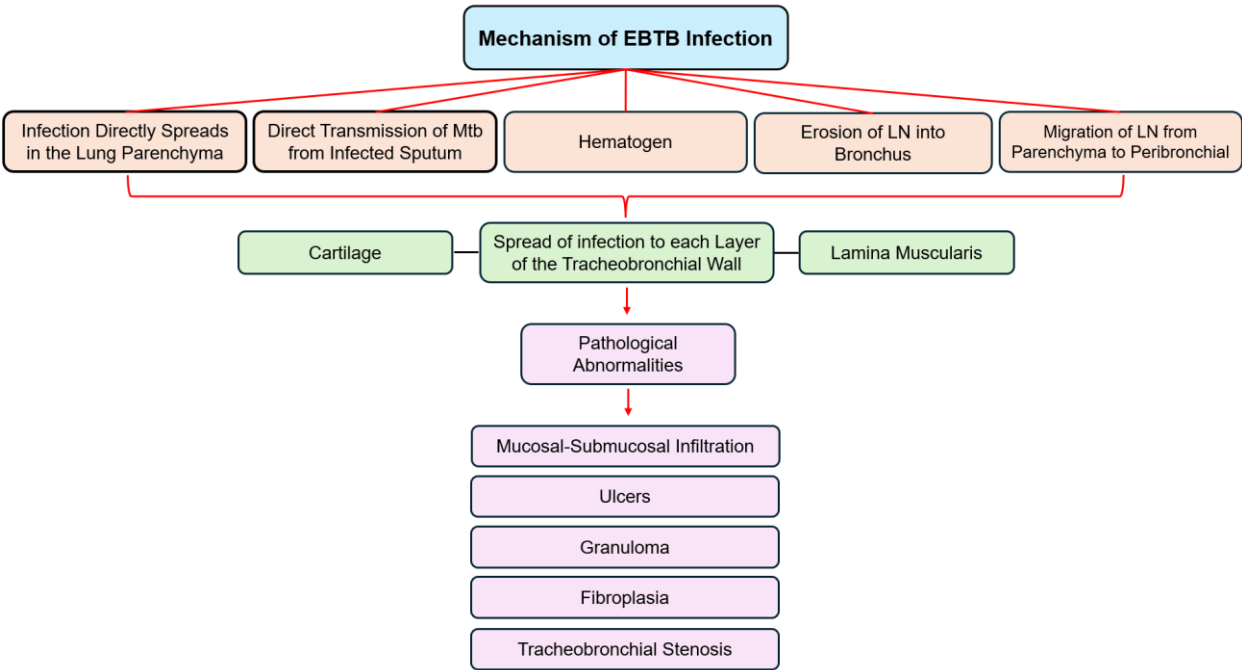 Mechanism of EBTB Infection
Infection Directly Spreads
in the Lung Parenchyma
Direct Transmission of Mtb
from Infected Sputum
Hematogen
Erosion of LN into
Bronchus
Migration of LN from
Parenchyma to Peribronchial
Cartilage
Spread of infection to each Layer
of the Tracheobronchial Wall
Lamina Muscularis
Pathological
Abnormalities
Mucosal-Submucosal Infiltration
Ulcers
Granuloma
Fibroplasia
Tracheobronchial Stenosis